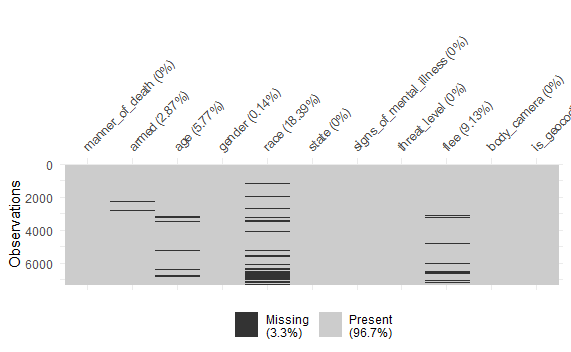 manner_of_death (0%)
armed (2.87%)
age (5.77%)
gender (0.14%)
race (18.39%)
state (0%)
signs_of_mental_illness (0%)
threat_level (0%)
flee (9.13%)
body_camera (0%)
Is_geocodi
0
2000
4000
6000
Observations
Missing
(3.3%)
Present
(96.7%)